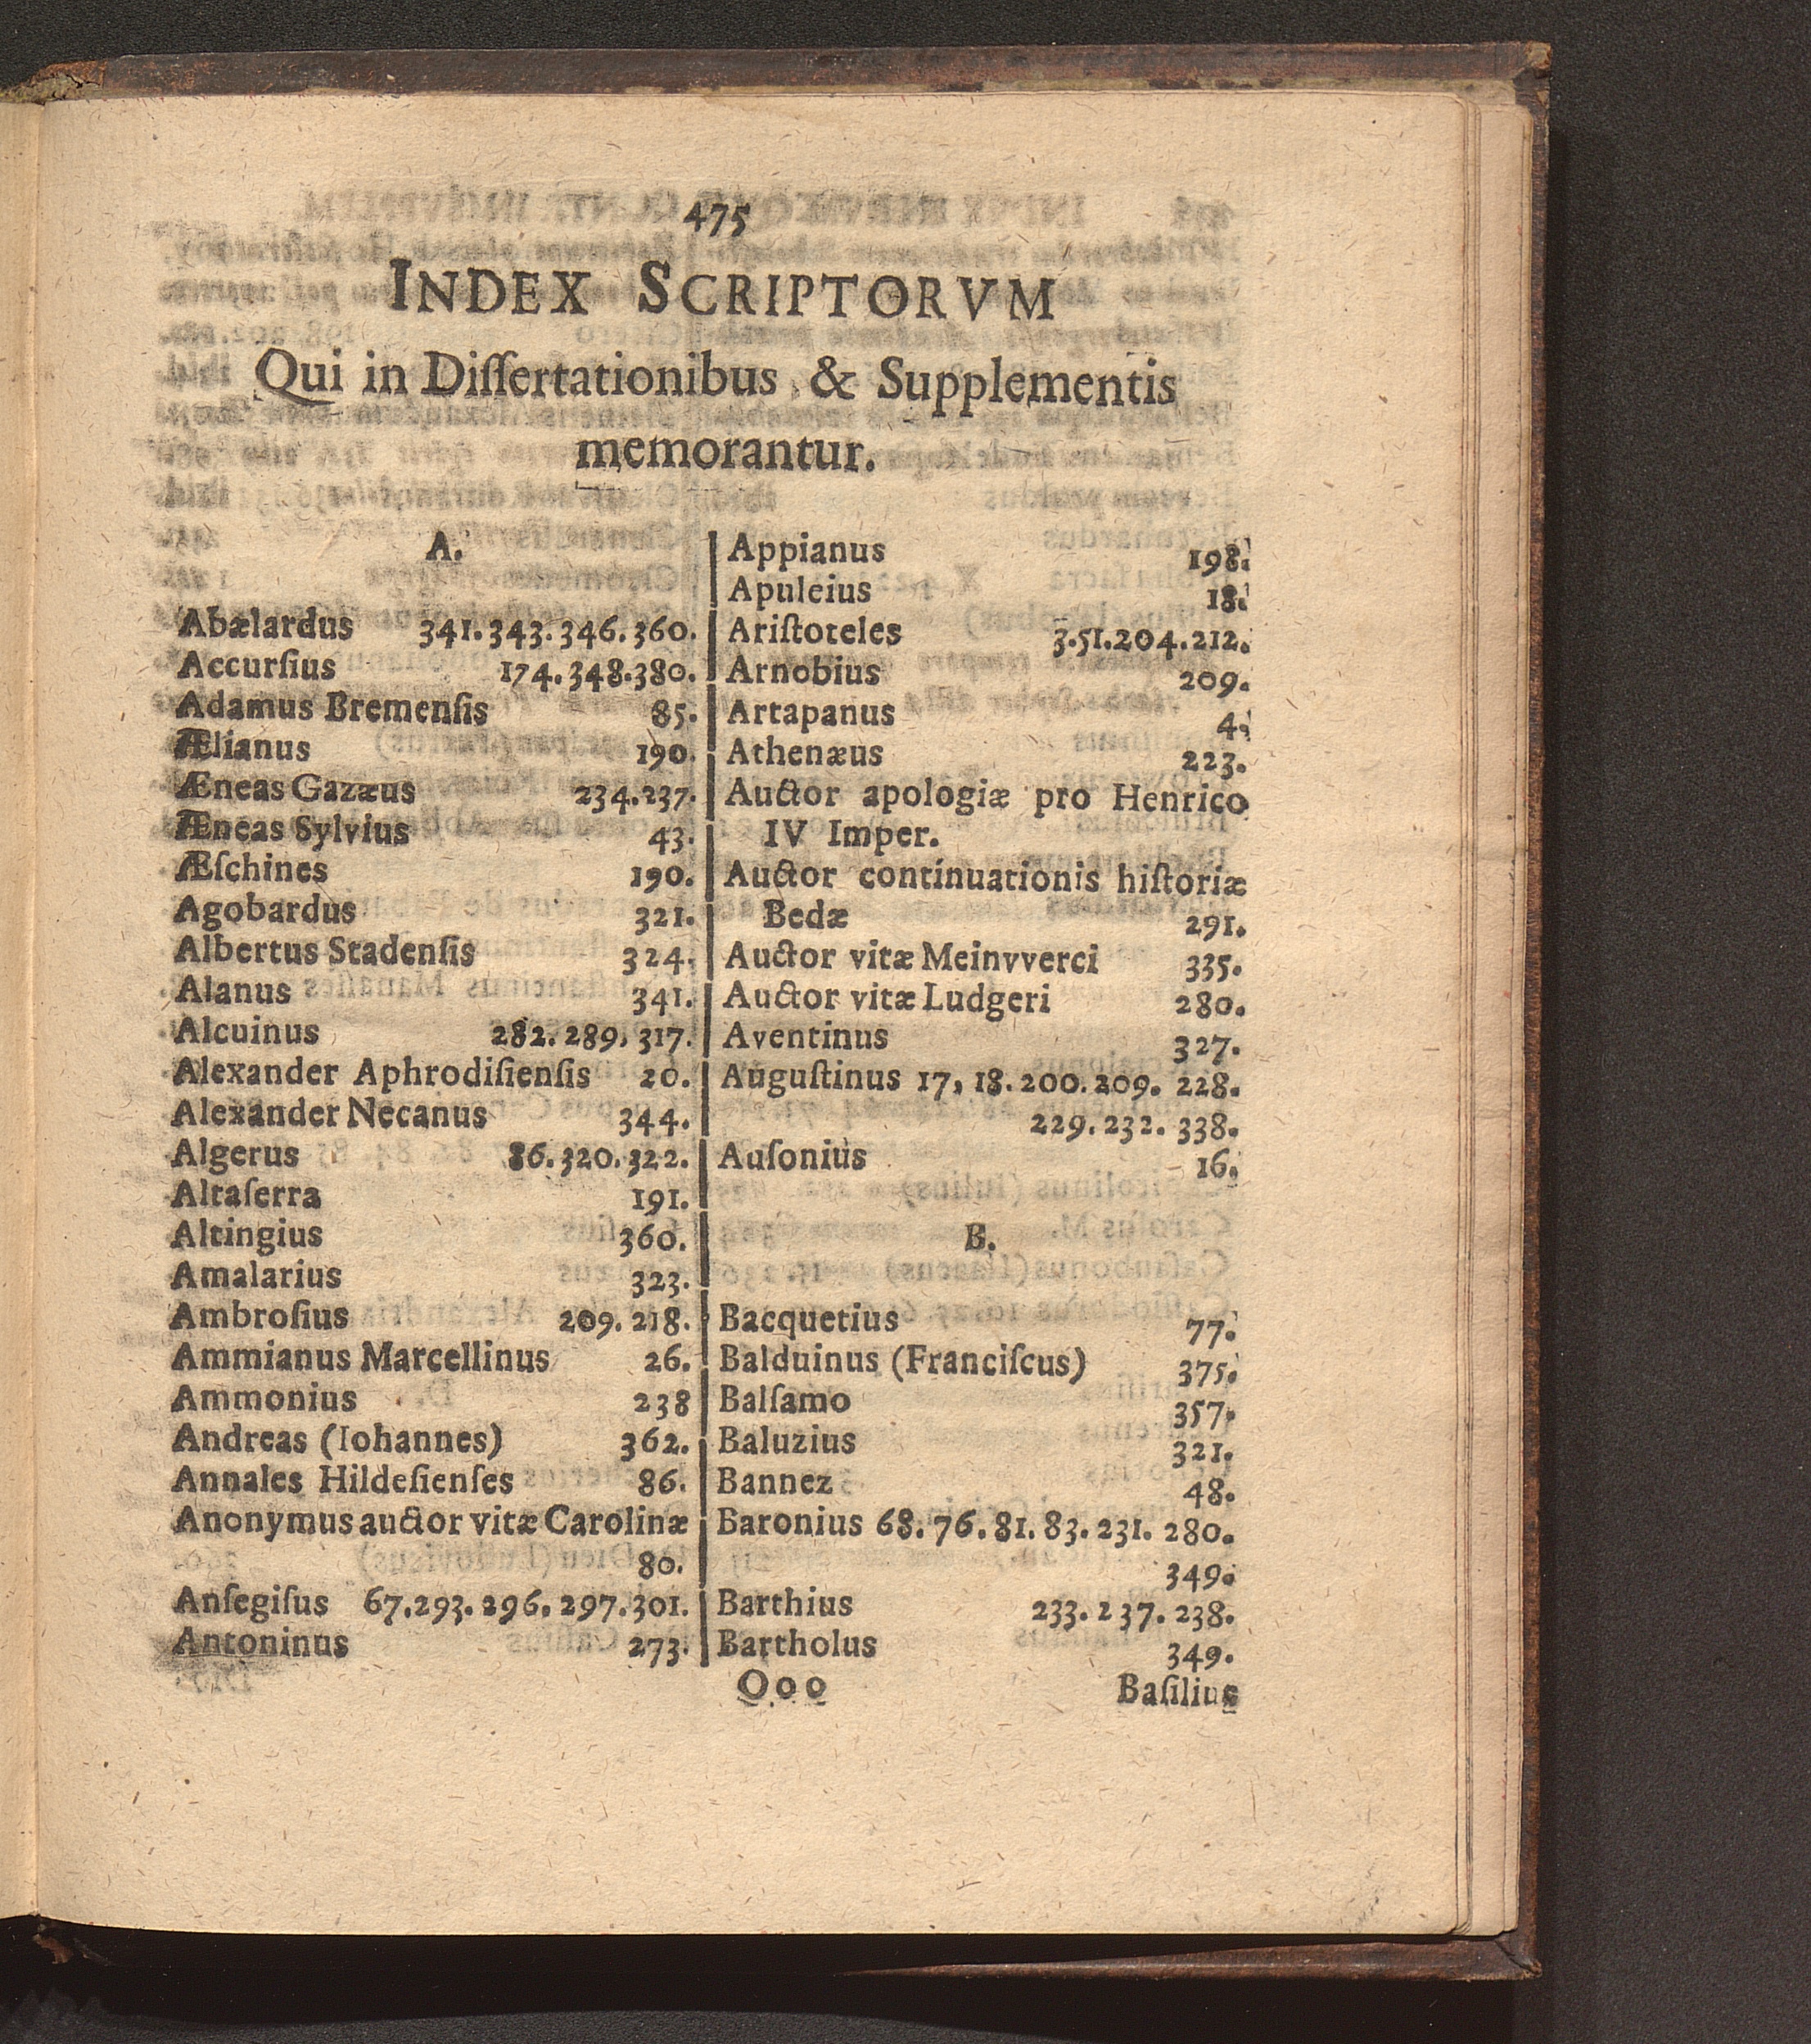 475
INDEX SCRIPTORVM
Qui in Diſſertationibus & Supplementis
memorantur.
A.
Abælardus 341. 343. 346. 360.
Accurſius 174. 348. 380.
Adamus Bremenſis 85.
Ælianus 190.
Æneas Gazæus 234. 237.
Æneas Sylvius 43.
Æſchines 190.
Agobardus 321.
Albertus Stadenſis 324.
Alanus 341.
Alcuinus 282. 289. 317.
Alexander Aphrodiſienſis 20.
Alexander Necanus 344.
Algerus 86. 320. 322.
Altaſerra 191.
Altingius 360.
Amalarius 323.
Ambroſius 209. 218.
Ammianus Marcellinus 26.
Ammonius 238
Andreas (Iohannes) 362.
Annales Hildeſienſes 86.
Anonymus auctor vitæ Carolinæ
80.
Anſegiſus 67. 293. 296. 297. 301.
Antoninus 273.
Appianus 198.
Apuleius 18.
Ariſtoteles 3. 51. 204. 212.
Arnobius 209.
Artapanus 4.
Athenæus 223.
Auctor apologiæ pro Henrico
IV Imper.
Auctor continuationis hiſtoriæ
Bedæ 291.
Auctor vitæ Meinvverci 335.
Auctor vitæ Ludgeri 280.
Aventinus 327.
Auguſtinus 17, 18. 200. 209. 228.
229. 232. 338.
Auſonius 16.
B.
Bacquetius 77.
Balduinus (Franciſcus) 375.
Balſamo 357.
Baluzius 321.
Bannez 48.
Baronius 68. 76. 81. 83. 231. 280.
349.
Barthius 233. 237. 238.
Bartholus 349.
Ooo Baſilius